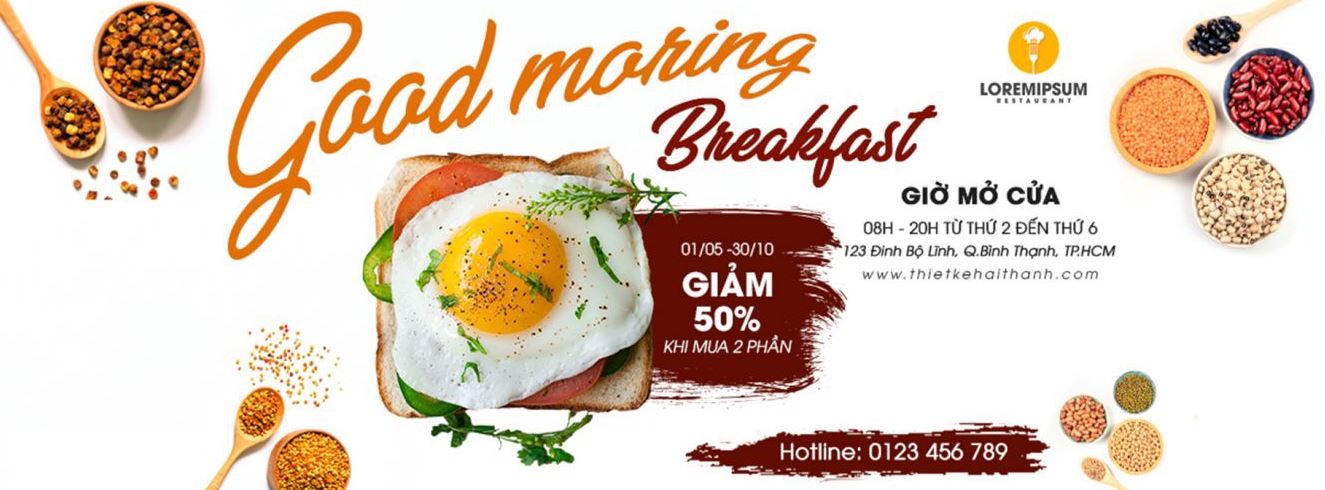 Good moring
Breakfast
LOREMIPSUM
RESTAURANT
GIỜ MỞ CỬA
08H - 20H TỪ THỨ 2 ĐẾN THỨ 6
123 Đinh Bộ Lĩnh, Q.Bình Thạnh, TP.HCM
www.thietkehaithanh.com
01/05 -30/10
GIẢM
50%
KHI MUA 2 PHẦN
Hotline: 0123 456 789